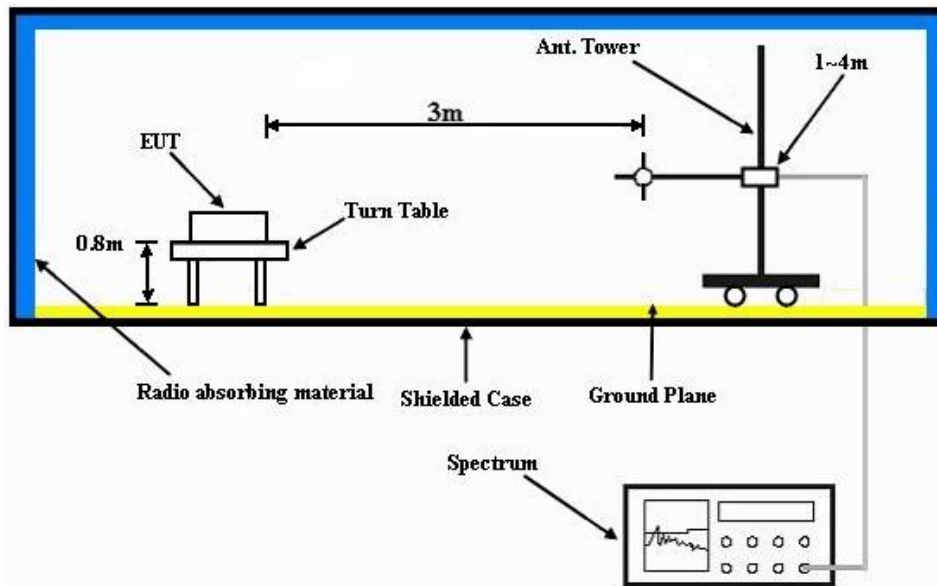 Ant. Tower
1~4m
3m
EUT
Turn Table
0.8m
Radio absorbing material
Shielded Case
Ground Plane
Spectrum